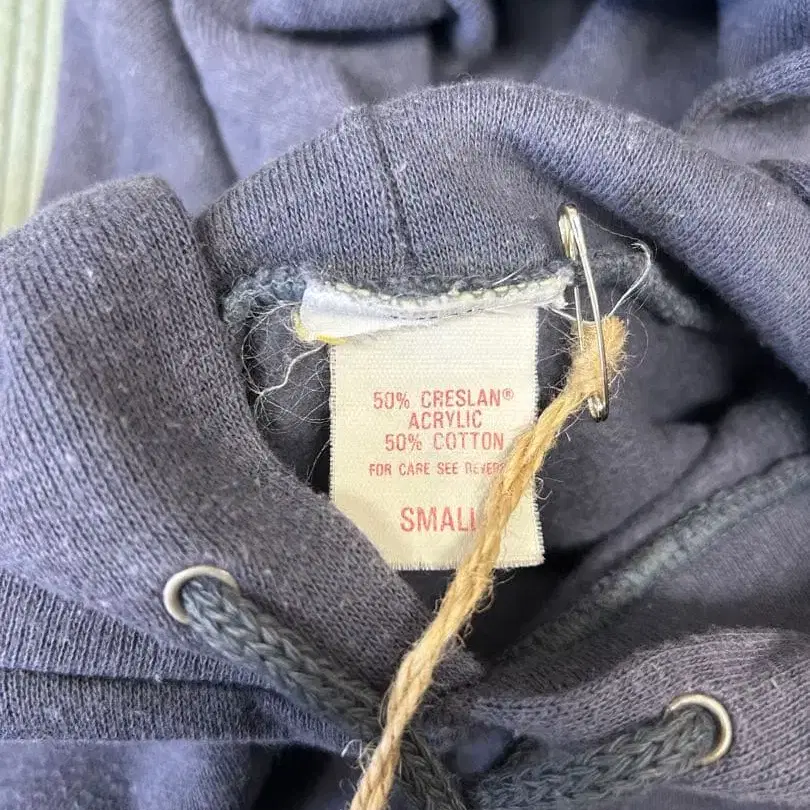 50% CRESLAN®
ACRYLIC
50% COTTON
FOR CARE SEE
SMALL